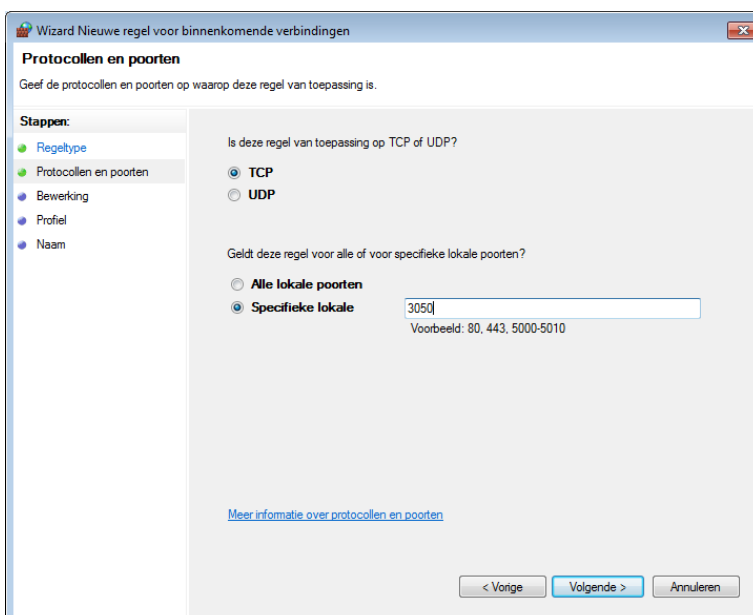 Wizard Nieuwe regel voor binnenkomende verbindingen
Protocollen en poorten
Geef de protocollen en poorten op waarop deze regel van toepassing is.
Stappen:
Regeltype
Protocollen en poorten
Bewerking
Profiel
Naam
Is deze regel van toepassing op TCP of UDP?
TCP
UDP
Geldt deze regel voor alle of voor specifieke lokale poorten?
Alle lokale poorten
Specifieke lokale
3050
Voorbeeld: 80, 443, 5000-5010
Meer informatie over protocollen en poorten
< Vorige
Volgende >
Annuleren